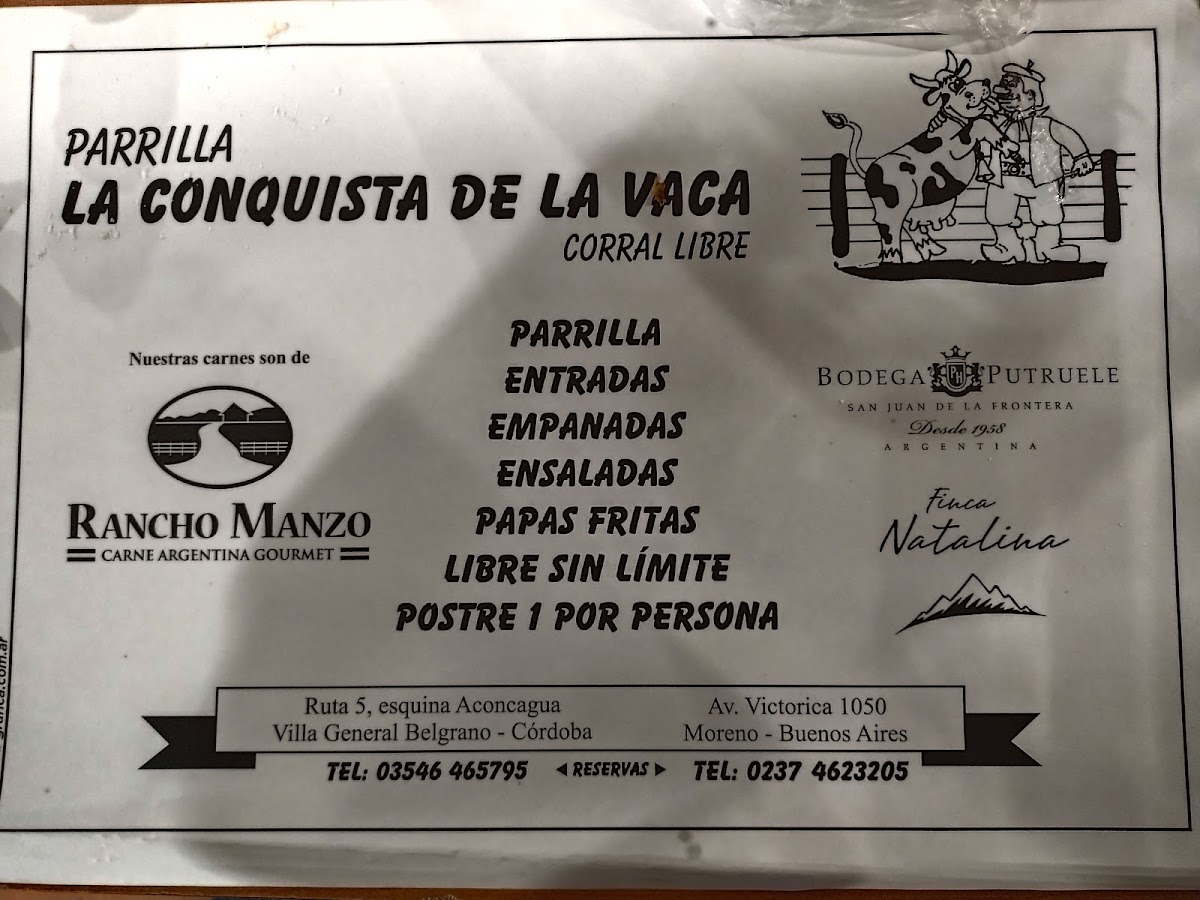 PARRILLA
LA CONQUISTA DE LA VACA
CORRAL LIBRE
Nuestras carnes son de
RANCHO MANZO
CARNE ARGENTINA GOURMET
PARRILLA
ENTRADAS
EMPANADAS
ENSALADAS
PAPAS FRITAS
LIBRE SIN LÍMITE
POSTRE 1 POR PERSONA
BODEGA PUTRUELE
SAN JUAN DE LA FRONTERA
Desde 1958
ARGENTINA
Finca
Natalina
Ruta 5, esquina Aconcagua
Villa General Belgrano - Córdoba
TEL: 03546 465795
RESERVAS
Av. Victorica 1050
Moreno - Buenos Aires
TEL: 0237 4623205